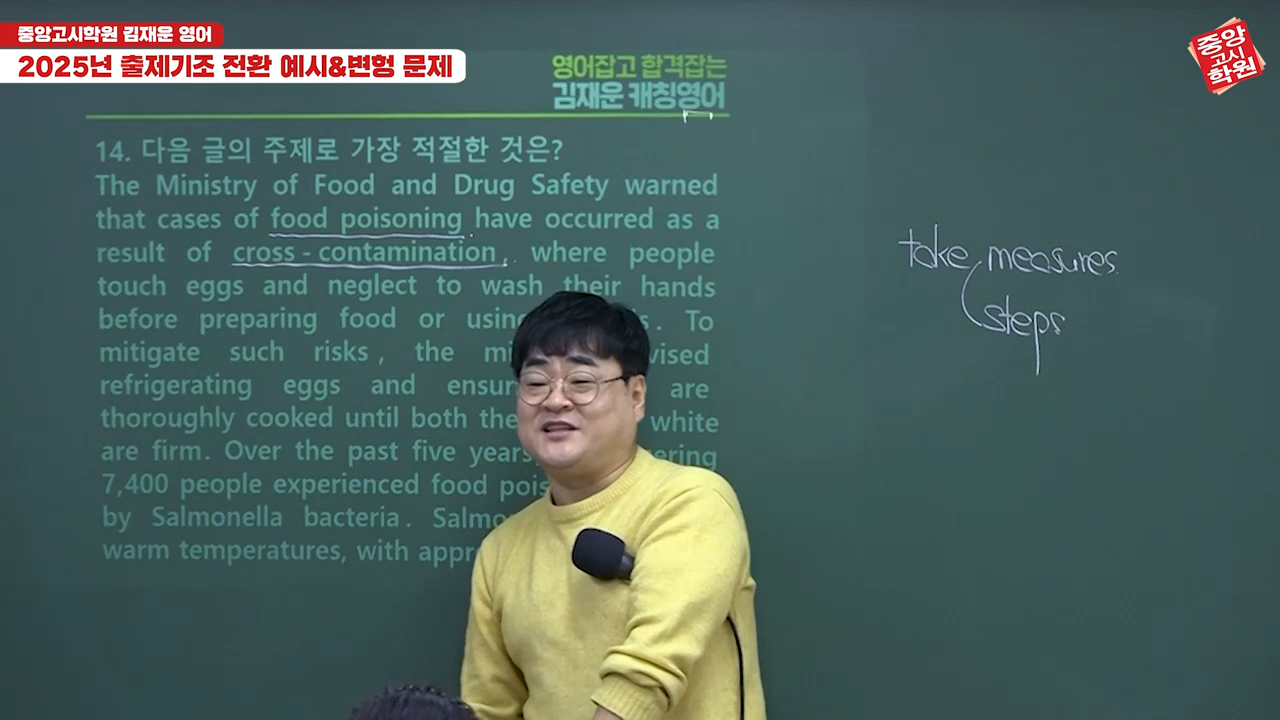 중앙고시학원 김재운 영어
2025년 출제기조 전환 예시&변형 문제
중앙
고시
학원
영어잡고 합격잡는
김재운 캐칭영어
14. 다음 글의 주제로 가장 적절한 것은?
The Ministry of Food and Drug Safety warned
that cases of food poisoning have occurred as a
result of cross-contamination, where people
touch eggs and neglect to wash their hands
before preparing food or To
mitigate such risks, the
refrigerating eggs and are
thoroughly cooked until both white
are firm. Over the past five years
7,400 people experienced food
by Salmonella bacteria.
warm temperatures, with
take measures
steps